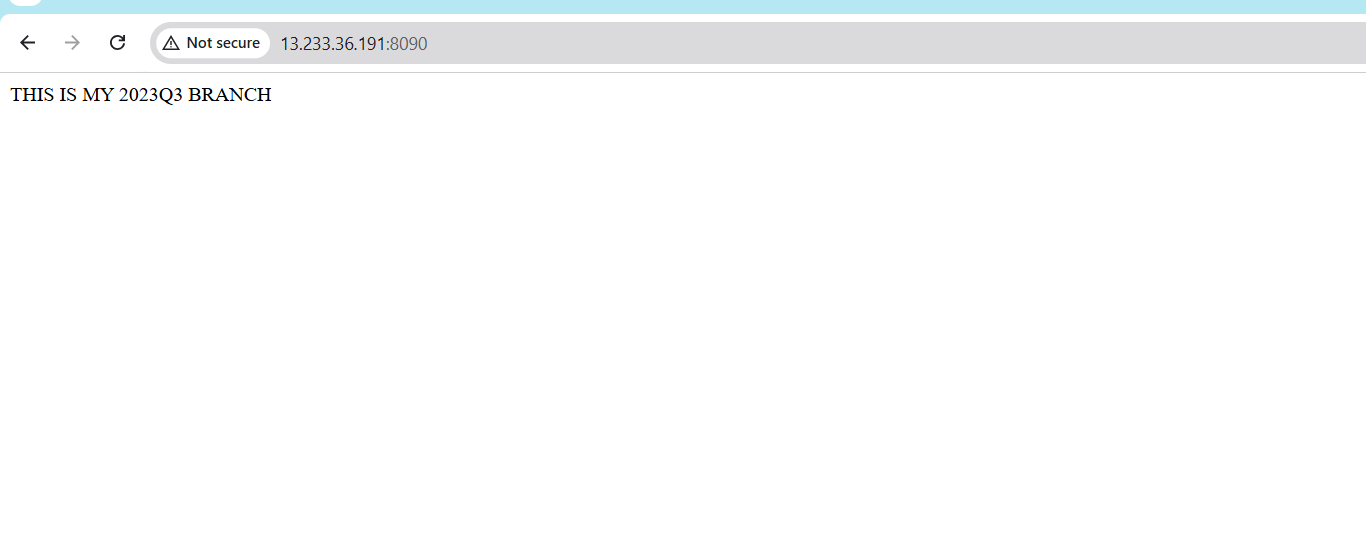 Not secure 13.233.36.191:8090
THIS IS MY 2023Q3 BRANCH